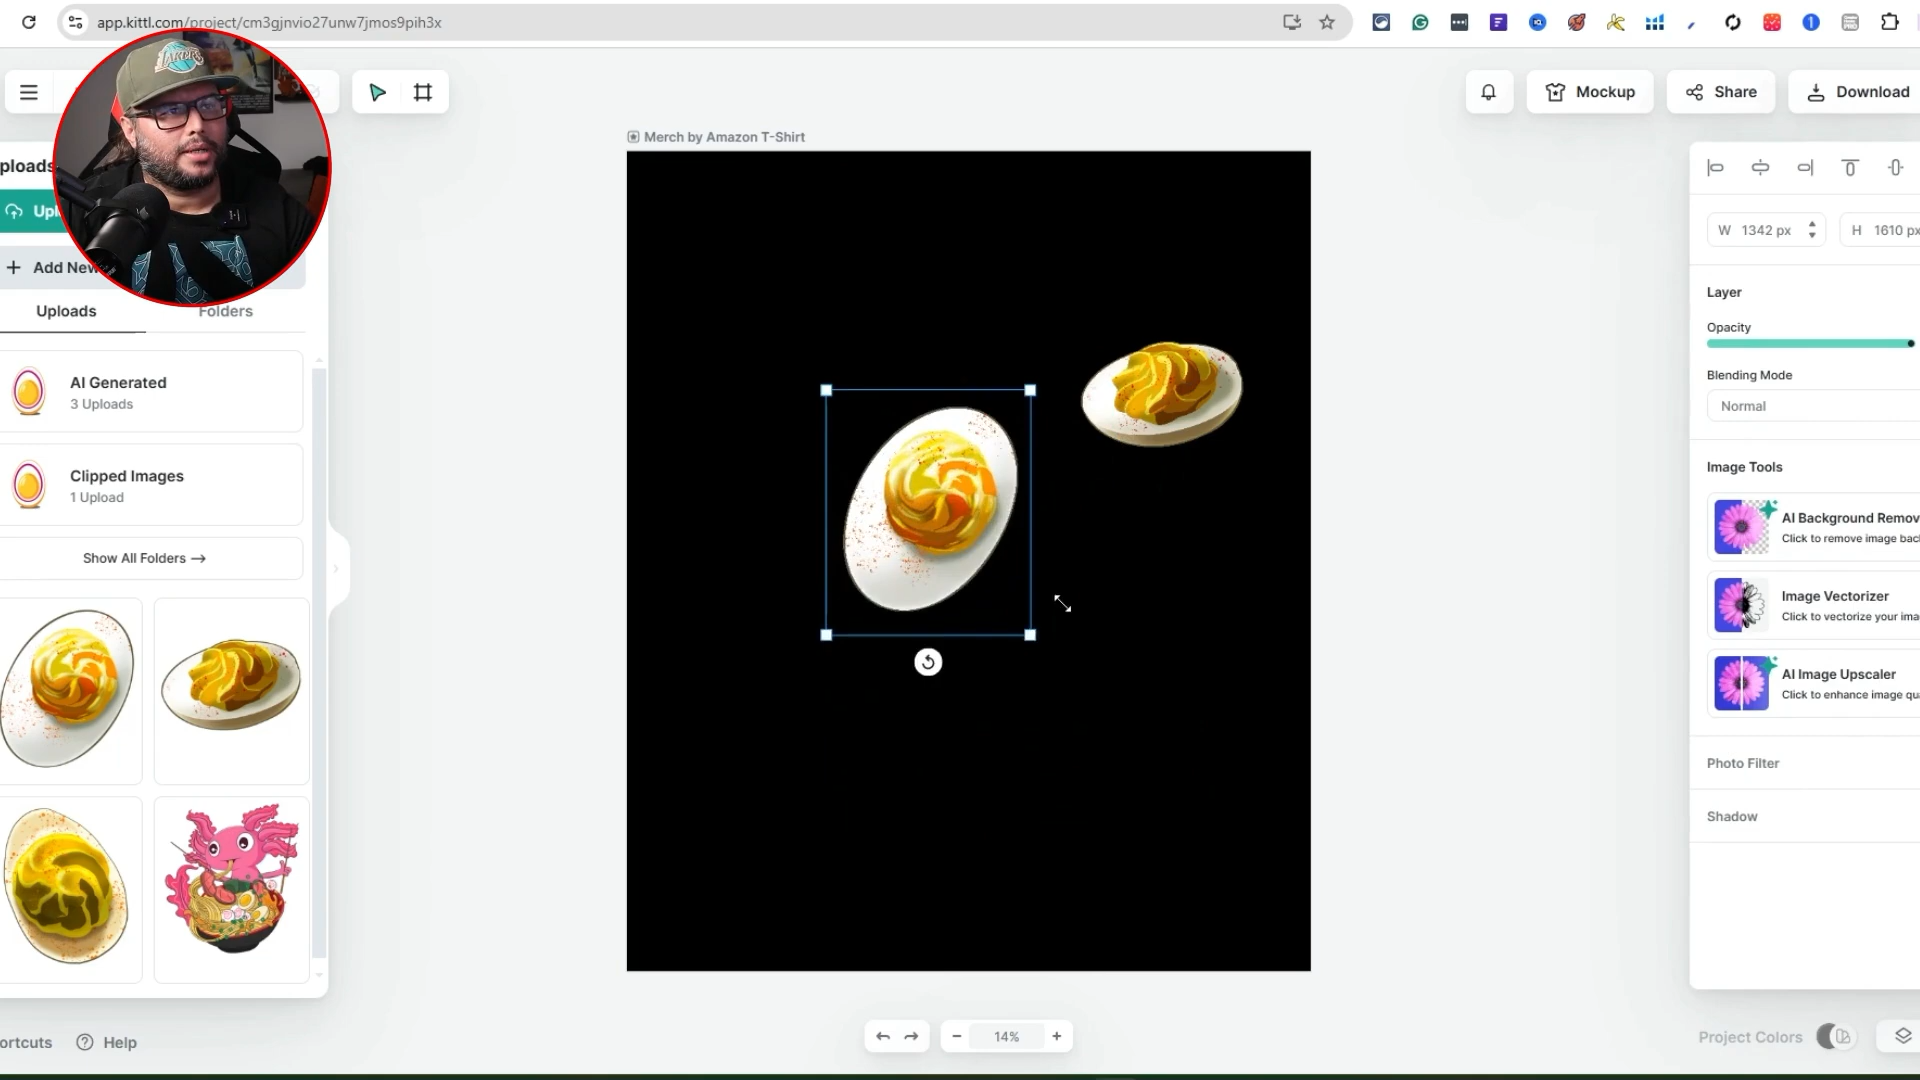 app.kittl.com/project/cm3gjnvio27unw7jmos9pih3x
LAKERS
Mockup
Share
Download
Merch by Amazon T-Shirt
ploads
Upl
Add New
Uploads
Folders
AI Generated
3 Uploads
Clipped Images
1 Upload
Show All Folders →
W 1342 px
H 1610 px
Layer
Opacity
Blending Mode
Normal
Image Tools
AI Background Remov
Click to remove image bac
Image Vectorizer
Click to vectorize your ima
AI Image Upscaler
Click to enhance image qua
Photo Filter
Shadow
ortcuts
Help
14%
Project Colors